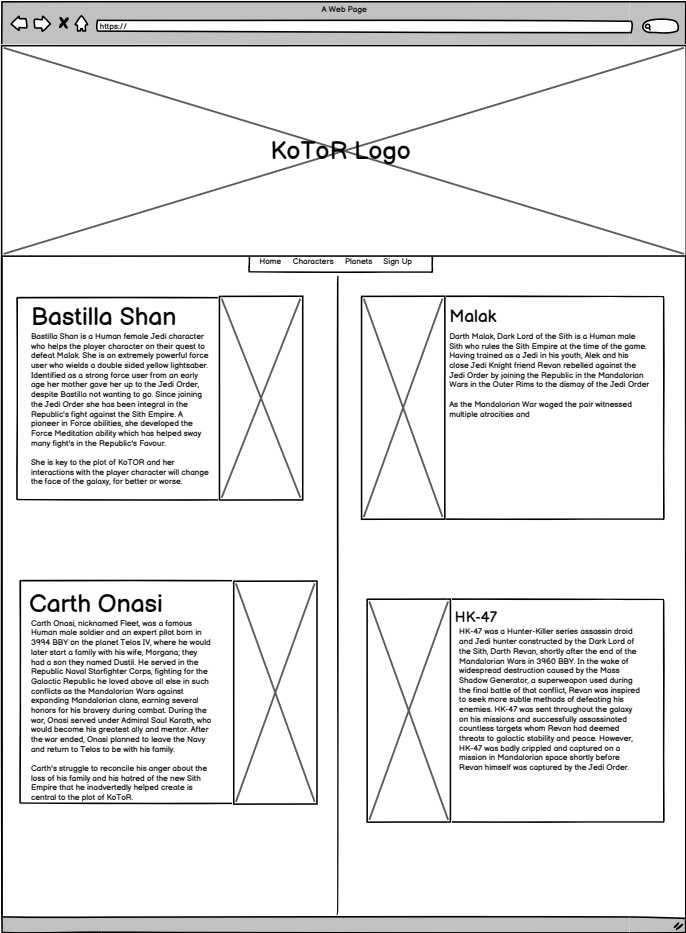 A Web Page
https://
KoToR Logo
Home Characters Planets Sign Up
Bastilla Shan
Bastilla Shan is a Human female Jedi character
who helps the player character on their quest to
defeat Malak. She is an extremely powerful force
user who wields a double sided yellow lightsaber.
Identified as a strong force user from an early
age her mother gave her up to the Jedi Order,
despite Bastilla not wanting to go. Since joining
the Jedi Order she has been integral in the
Republic's fight against the Sith Empire. A
pioneer in Force abilities, she developed the
Force Meditation ability which has helped sway
many fight's in the Republic's Favour.
She is key to the plot of KoTOR and her
interactions with the player character will change
the face of the galaxy, for better or worse.
Malak
Darth Malak, Dark Lord of the Sith is a Human male
Sith who rules the Sith Empire at the time of the game.
Having trained as a Jedi in his youth, Alek and his
close Jedi Knight friend Revan rebelled against the
Jedi Order by joining the Republic in the Mandalorian
Wars in the Outer Rims to the dismay of the Jedi Order
As the Mandalorian War waged the pair witnessed
multiple atrocities and
Carth Onasi
Carth Onasi, nicknamed Fleet, was a famous
Human male soldier and an expert pilot born in
3994 BBY on the planet Telos IV, where he would
later start a family with his wife, Morgana; they
had a son they named Dustil. He served in the
Republic Naval Starfighter Corps, fighting for the
Galactic Republic he loved above all else in such
conflicts as the Mandalorian Wars against
expanding Mandalorian clans, earning several
honors for his bravery during combat. During the
war, Onasi served under Admiral Saul Karath, who
would become his greatest ally and mentor. After
the war ended, Onasi planned to leave the Navy
and return to Telos to be with his family.
Carth's struggle to reconcile his anger about the
loss of his family and his hatred of the new Sith
Empire that he inadvertedly helped create is
central to the plot of KoToR.
HK-47
HK-47 was a Hunter-Killer series assassin droid
and Jedi hunter constructed by the Dark Lord of
the Sith, Darth Revan, shortly after the end of the
Mandalorian Wars in 3960 BBY. In the wake of
widespread destruction caused by the Mass
Shadow Generator, a superweapon used during
the final battle of that conflict, Revan was inspired
to seek more subtle methods of defeating his
enemies. HK-47 was sent throughout the galaxy
on his missions and successfully assassinated
countless targets whom Revan had deemed
threats to galactic stability and peace. However,
HK-47 was badly crippled and captured on a
mission in Mandalorian space shortly before
Revan himself was captured by the Jedi Order.